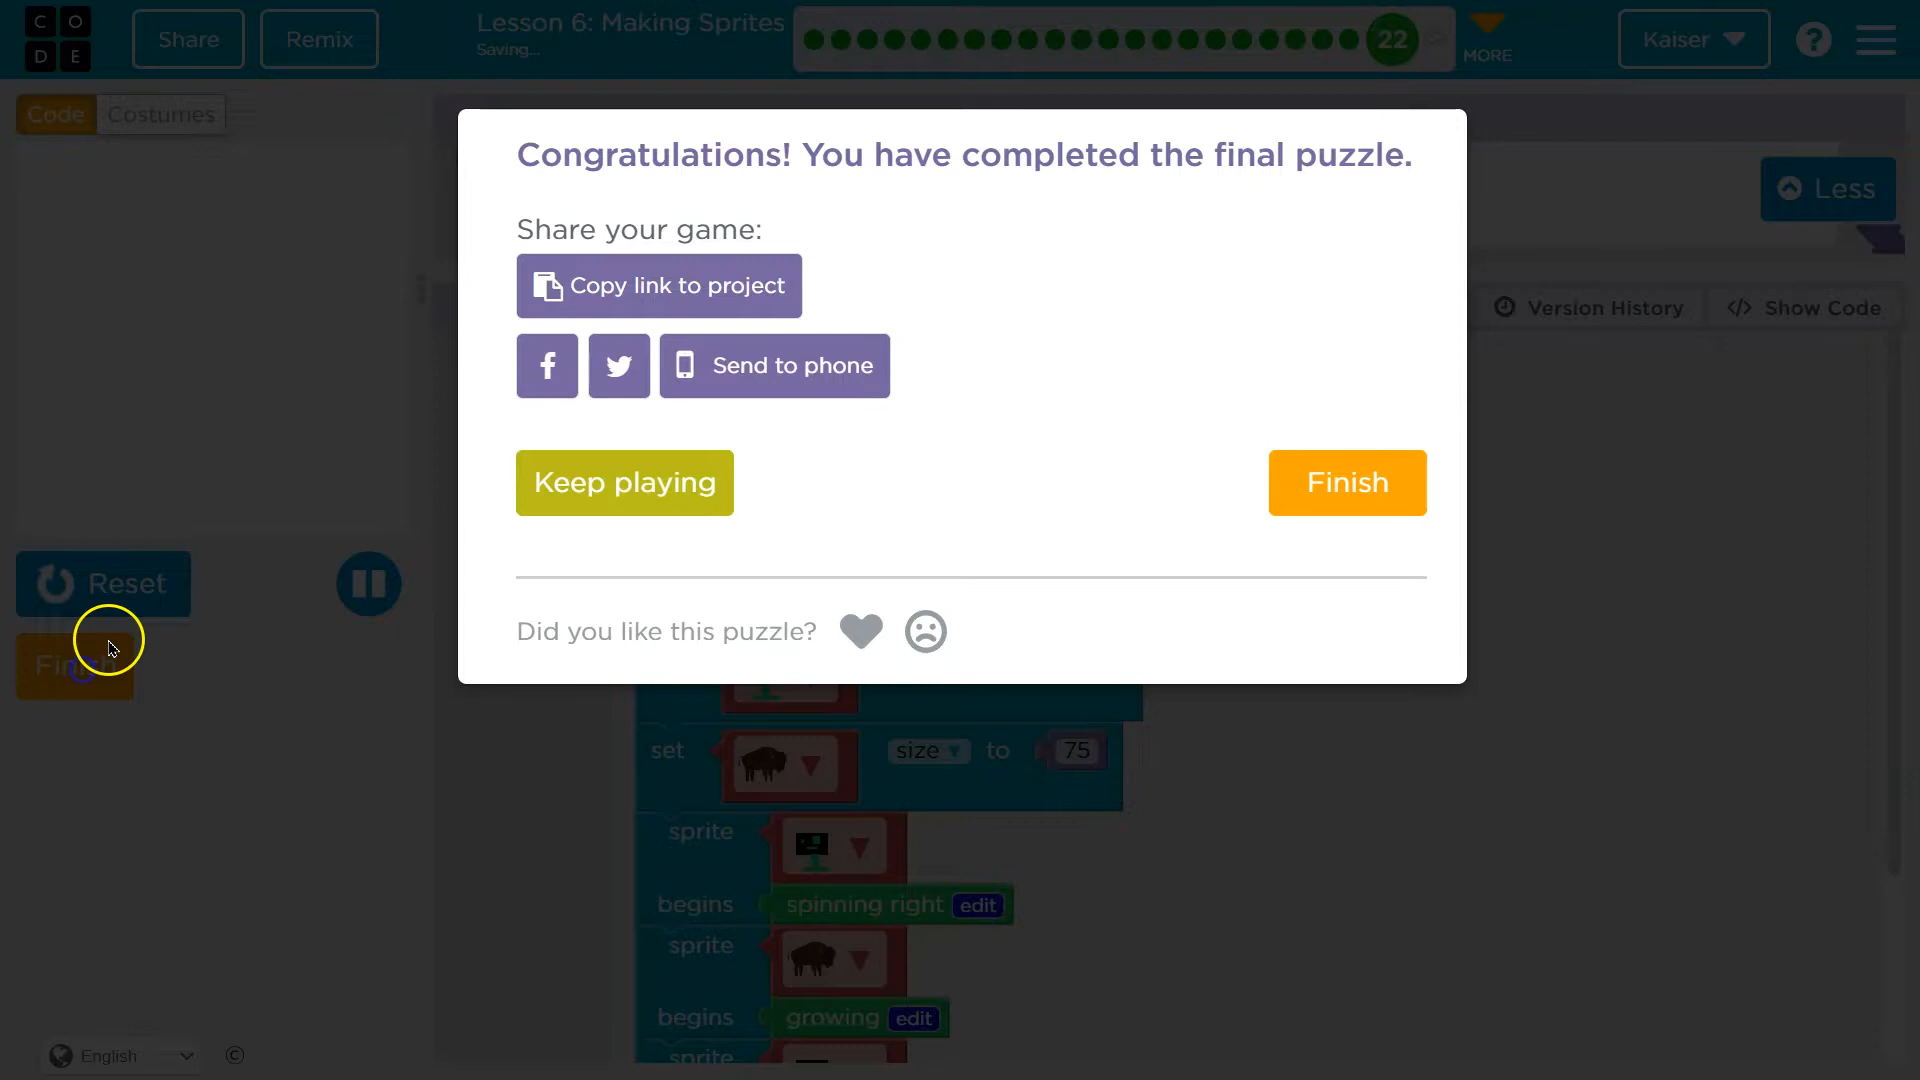 CO
DE
Share
Remix
Lesson 6: Making Sprites
Saving...
22
MORE
Kaiser
?
Code
Costumes
Congratulations! You have completed the final puzzle.
Less
Share your game:
Copy link to project
Version History
</> Show Code
f
Send to phone
Keep playing
Finish
Reset
Did you like this puzzle?
Finish
set
size
to
75
sprite
begins
spinning right
edit
sprite
begins
growing
edit
sprite
English
©